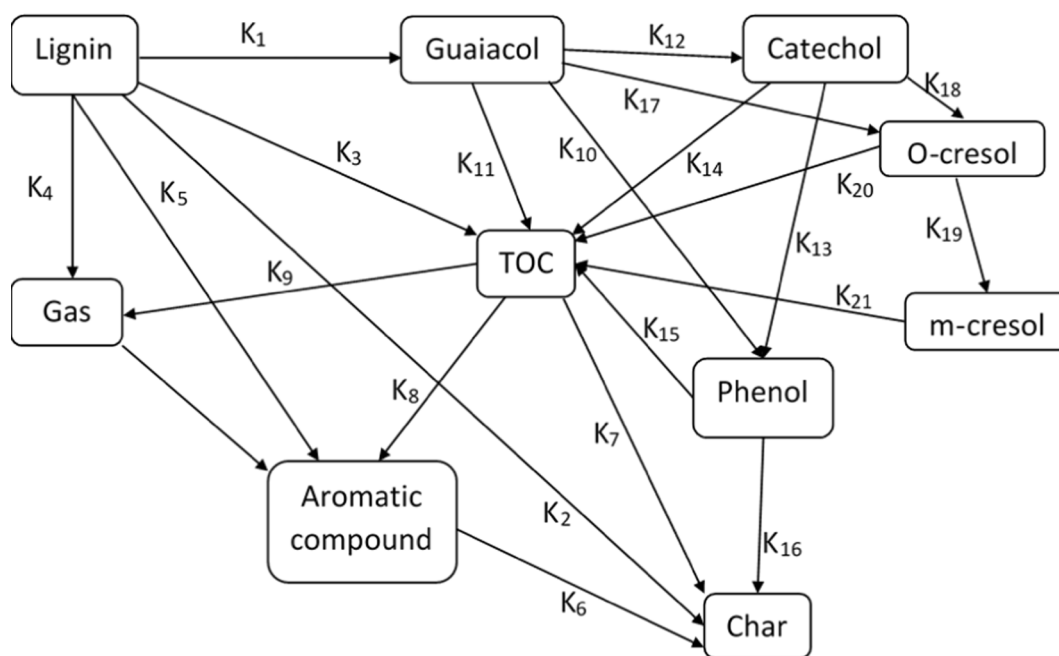 Lignin
K₁
Guaiacol
K₁₂
Catechol
K₁₈
K₁₇
O-cresol
K₃
K₁₁
K₁₀
K₁₄
K₂₀
K₄
K₅
K₁₉
K₁₃
TOC
K₉
Gas
K₂₁
m-cresol
K₁₅
K₈
Phenol
K₇
Aromatic
compound
K₂
K₁₆
K₆
Char